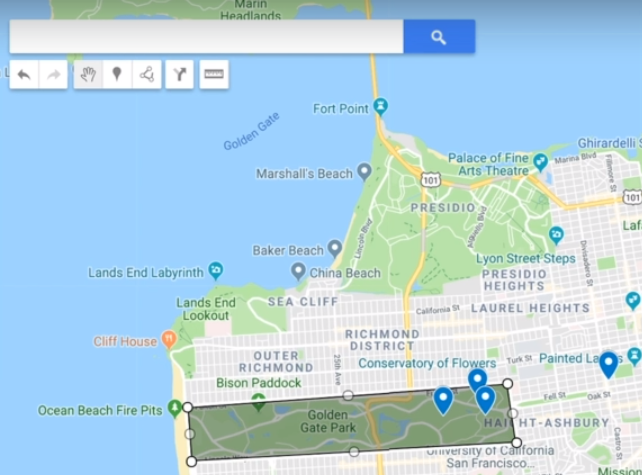 Marin
Headlands
Fort Point
Golden Gate
Ghirardelli
Palace of Fine
Arts Theatre
Marina Blvd
Fillmore St
Marshall's Beach
101
101
PRESIDIO
Lincoln Blvd
Divisadero St
Baker Beach
Lyon Street Steps
Lands End Labyrinth
China Beach
PRESIDIO
HEIGHTS
Lands End
Lookout
SEA CLIFF
California St
LAUREL HEIGHTS
Cliff House
RICHMOND
DISTRICT
OUTER
RICHMOND
25th Ave
Conservatory of Flowers
Turk St
Painted La
Bison Paddock
Fell St
Oak St
Ocean Beach Fire Pits
Golden
Gate Park
HAIGHT-ASHBURY
University of California
San Francisco...
Mission